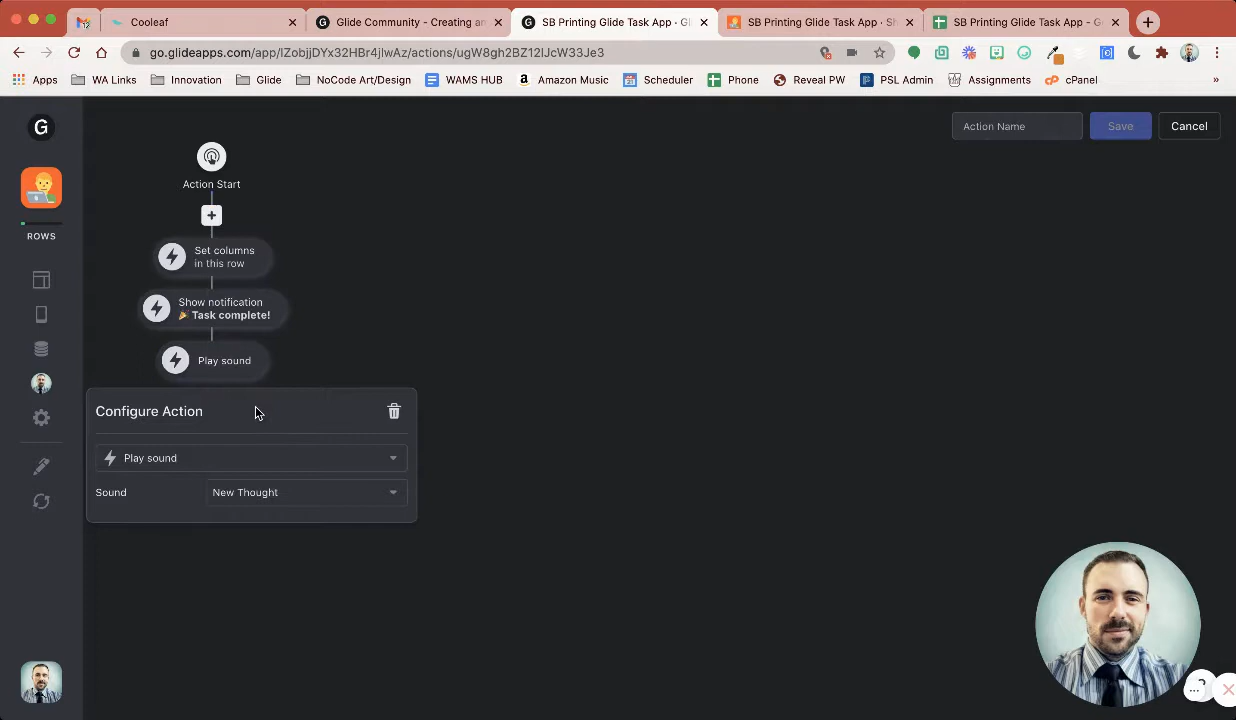 Cooleaf
Glide Community - Creating an
SB Printing Glide Task App · Gl
SB Printing Glide Task App · Sh
SB Printing Glide Task App - G
go.glideapps.com/app/IZobjjDYx32HBr4jlwAz/actions/ugW8gh2BZ12IJcW33Je3
Apps
WA Links
Innovation
Glide
NoCode Art/Design
WAMS HUB
Amazon Music
Scheduler
Phone
Reveal PW
PSL Admin
Assignments
cPanel
»
G
ROWS
Action Name
Save
Cancel
Action Start
Set columns
in this row
Show notification
🎉 Task complete!
Play sound
Configure Action
Play sound
Sound
New Thought